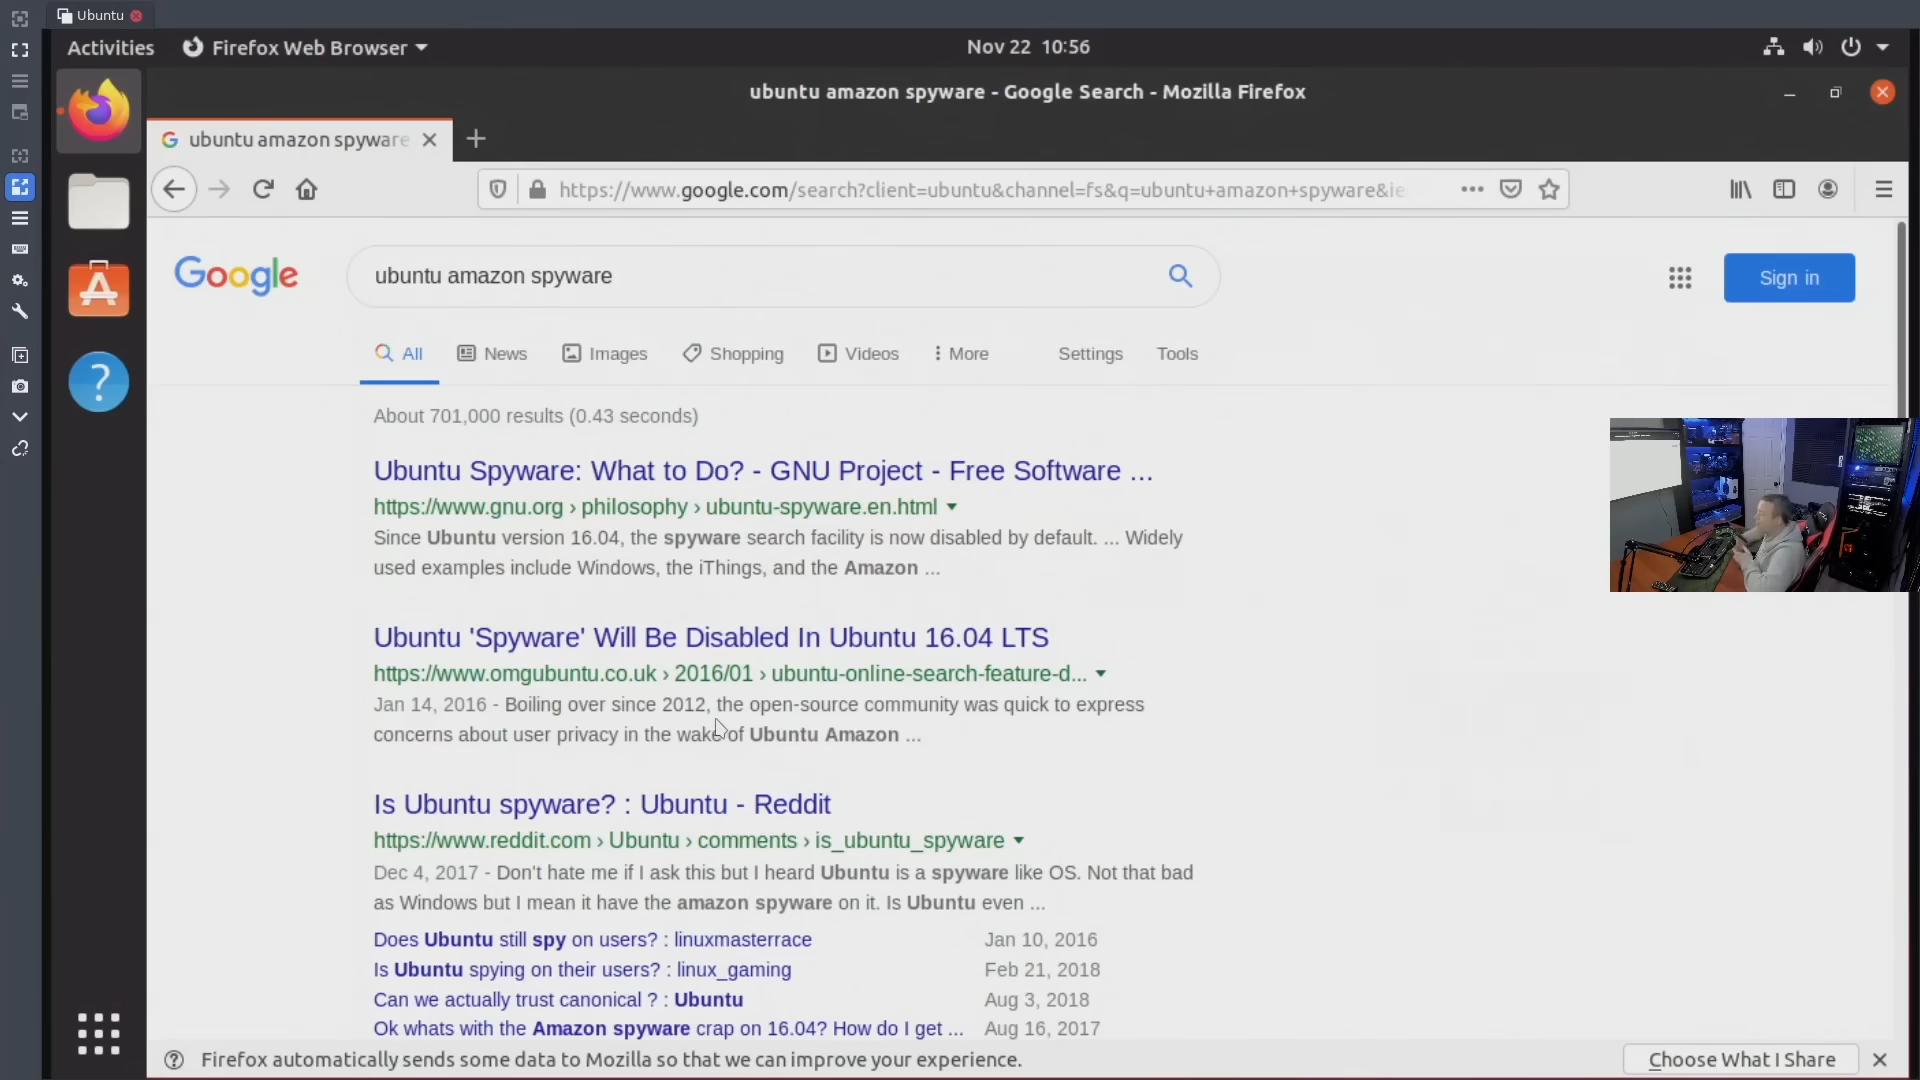 Ubuntu
Activities
Firefox Web Browser
Nov 22 10:56
ubuntu amazon spyware - Google Search - Mozilla Firefox
ubuntu amazon spyware
https://www.google.com/search?client=ubuntu&channel=fs&q=ubuntu+amazon+spyware&ie
Google
ubuntu amazon spyware
Sign in
All
News
Images
Shopping
Videos
More
Settings
Tools
About 701,000 results (0.43 seconds)
Ubuntu Spyware: What to Do? - GNU Project - Free Software ...
https://www.gnu.org › philosophy › ubuntu-spyware.en.html
Since Ubuntu version 16.04, the spyware search facility is now disabled by default. ... Widely
used examples include Windows, the iThings, and the Amazon ...
Ubuntu 'Spyware' Will Be Disabled In Ubuntu 16.04 LTS
https://www.omgubuntu.co.uk › 2016/01 › ubuntu-online-search-feature-d...
Jan 14, 2016 - Boiling over since 2012, the open-source community was quick to express
concerns about user privacy in the wake of Ubuntu Amazon ...
Is Ubuntu spyware? : Ubuntu - Reddit
https://www.reddit.com › Ubuntu › comments › is_ubuntu_spyware
Dec 4, 2017 - Don't hate me if I ask this but I heard Ubuntu is a spyware like OS. Not that bad
as Windows but I mean it have the amazon spyware on it. Is Ubuntu even ...
Does Ubuntu still spy on users? : linuxmasterrace Jan 10, 2016
Is Ubuntu spying on their users? : linux_gaming Feb 21, 2018
Can we actually trust canonical ? : Ubuntu Aug 3, 2018
Ok whats with the Amazon spyware crap on 16.04? How do I get ... Aug 16, 2017
Firefox automatically sends some data to Mozilla so that we can improve your experience.
Choose What I Share